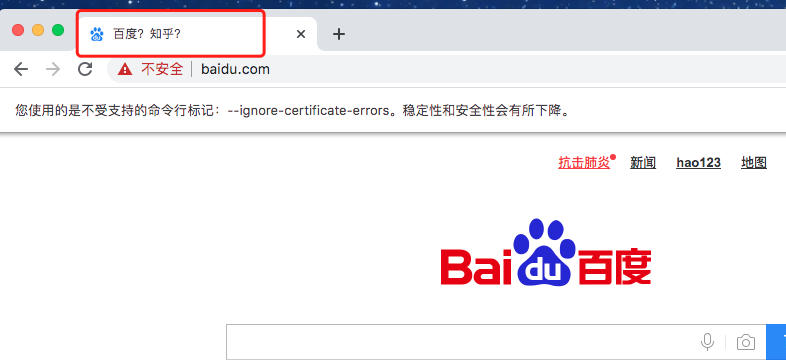 百度？知乎？
不安全 baidu.com
您使用的是不受支持的命令行标记：--ignore-certificate-errors。稳定性和安全性会有所下降。
抗击肺炎 新闻 hao123 地图
Baidu百度